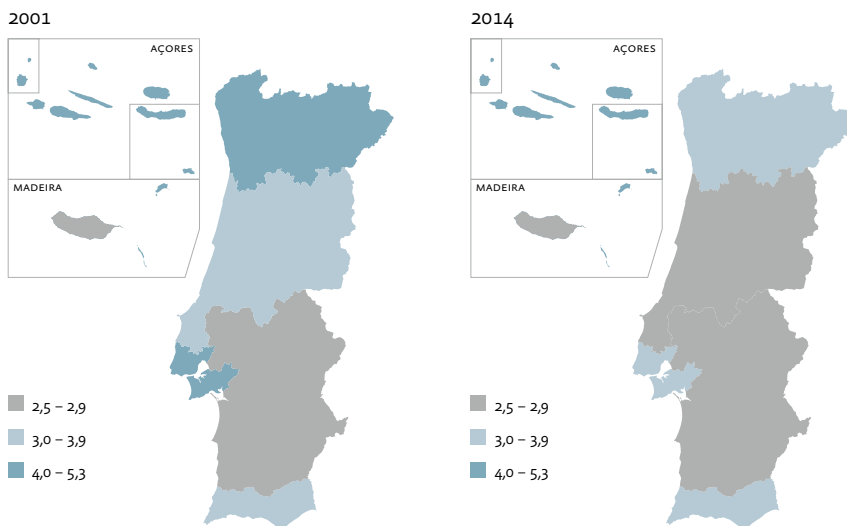 2001
AÇORES
MADEIRA
2,5 – 2,9
3,0 – 3,9
4,0 – 5,3
2014
AÇORES
MADEIRA
2,5 – 2,9
3,0 – 3,9
4,0 – 5,3